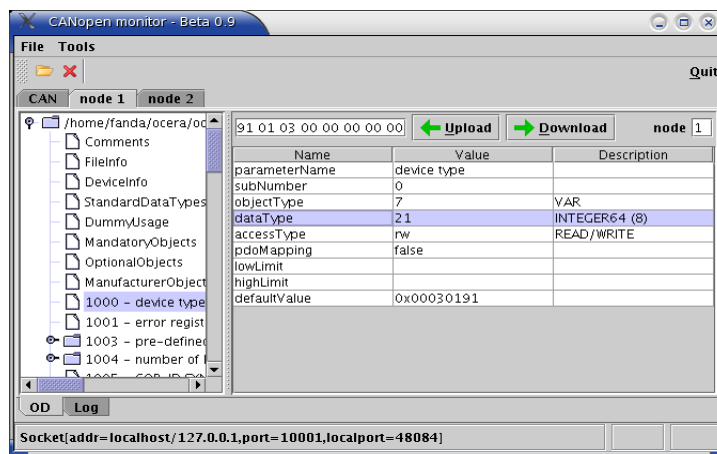 CANopen monitor - Beta 0.9
File Tools
Quit
CAN node 1 node 2
/home/fanda/ocera/oc
Comments
FileInfo
DeviceInfo
StandardDataTypes
DummyUsage
MandatoryObjects
OptionalObjects
ManufacturerObject
1000 - device type
1001 - error regist
1003 - pre-defined
1004 - number of
91 01 03 00 00 00 00 00 Upload Download node 1
Name Value Description
parameterName device type
subNumber 0
objectType 7 VAR
dataType 21 INTEGER64 (8)
accessType rw READ/WRITE
pdoMapping false
lowLimit
highLimit
defaultValue 0x00030191
OD Log
Socket[addr=localhost/127.0.0.1,port=10001,localport=48084]